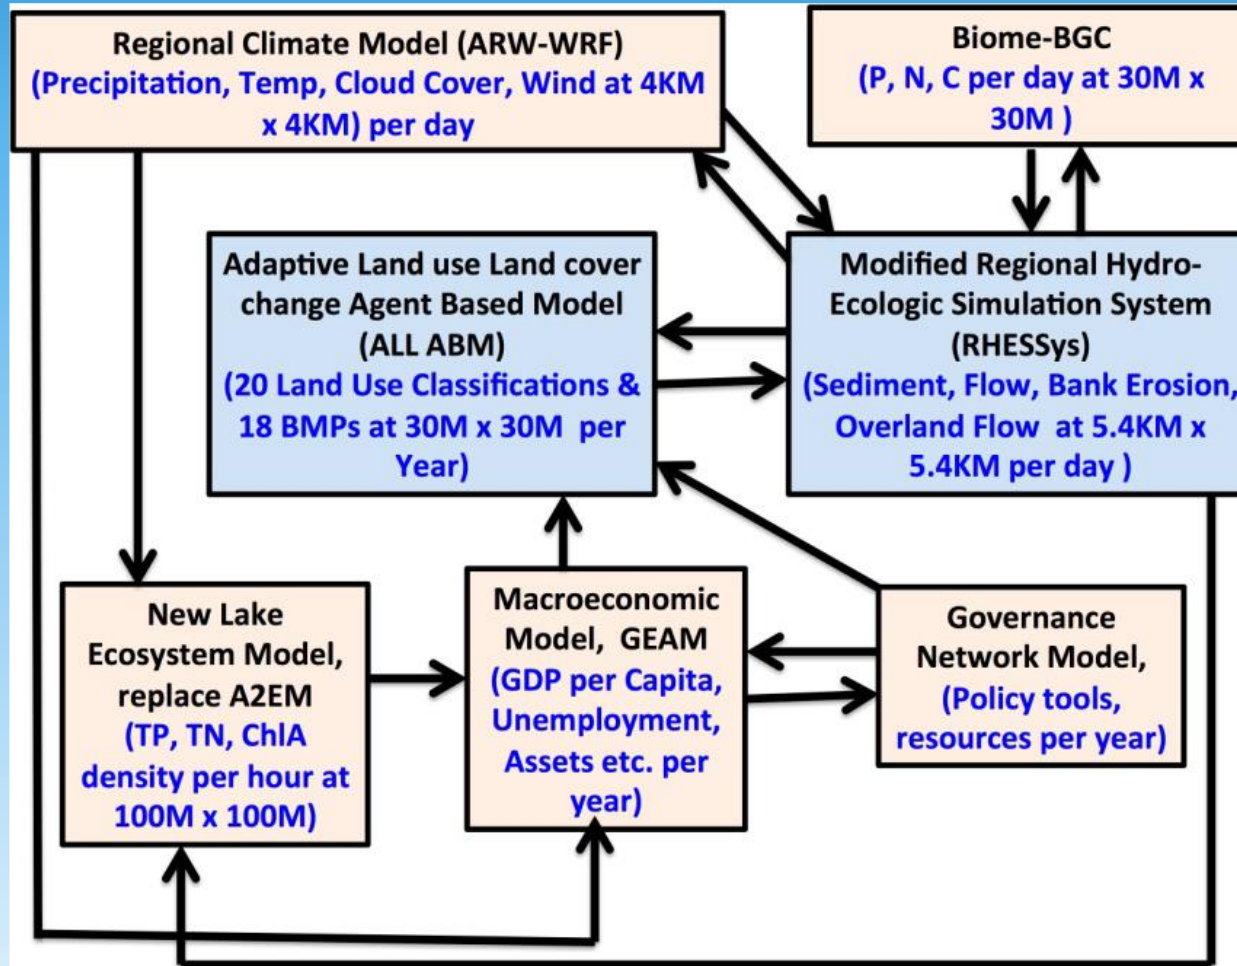 Regional Climate Model (ARW-WRF)
(Precipitation, Temp, Cloud Cover, Wind at 4KM
x 4KM) per day
Biome-BGC
(P, N, C per day at 30M x
30M )
Adaptive Land use Land cover
change Agent Based Model
(ALL ABM)
(20 Land Use Classifications &
18 BMPs at 30M x 30M  per
Year)
Modified Regional Hydro-
Ecologic Simulation System
(RHESSys)
(Sediment, Flow, Bank Erosion,
Overland Flow  at 5.4KM x
5.4KM per day )
New Lake
Ecosystem Model,
replace A2EM
(TP, TN, ChlA
density per hour at
100M x 100M)
Macroeconomic
Model,  GEAM
(GDP per Capita,
Unemployment,
Assets etc. per
year)
Governance
Network Model,
(Policy tools,
resources per year)